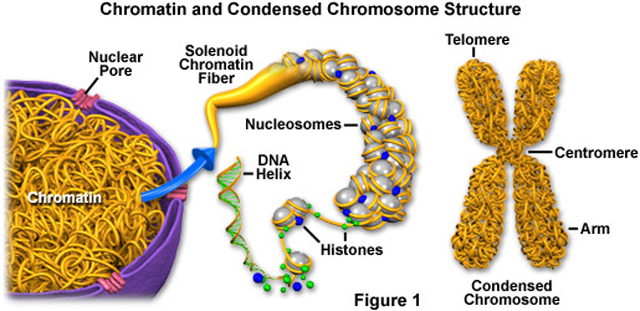 Chromatin and Condensed Chromosome Structure
Nuclear
Pore
Solenoid
Chromatin
Fiber
Telomere
Nucleosomes
DNA
Helix
Centromere
Chromatin
Histones
Arm
Condensed
Chromosome
Figure 1